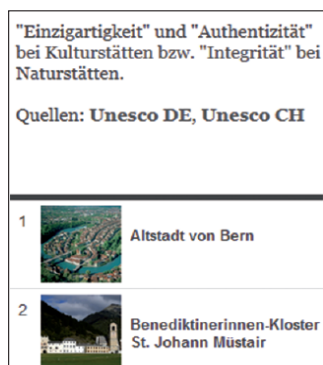 "Einzigartigkeit" und "Authentizität"
bei Kulturstätten bzw. "Integrität" bei
Naturstätten.
Quellen: Unesco DE, Unesco CH
1
Altstadt von Bern
2
Benediktinerinnen-Kloster
St. Johann Müstair